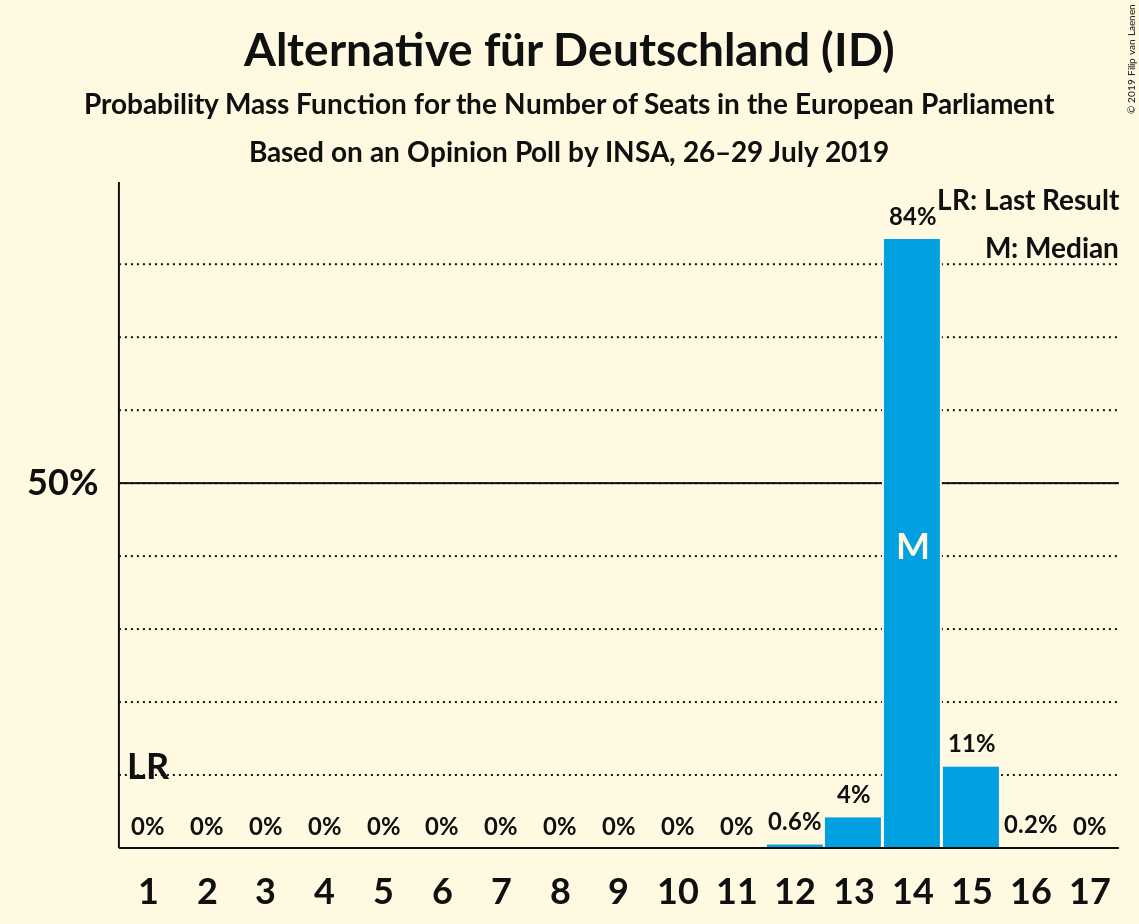 Alternative für Deutschland (ID)
Probability Mass Function for the Number of Seats in the European Parliament
Based on an Opinion Poll by INSA, 26–29 July 2019
© 2019 Filip van Laenen
LR: Last Result
M: Median
50%
84%
M
LR
11%
4%
0% 0% 0% 0% 0% 0% 0% 0% 0% 0% 0% 0.6% 0.2% 0%
1 2 3 4 5 6 7 8 9 10 11 12 13 14 15 16 17